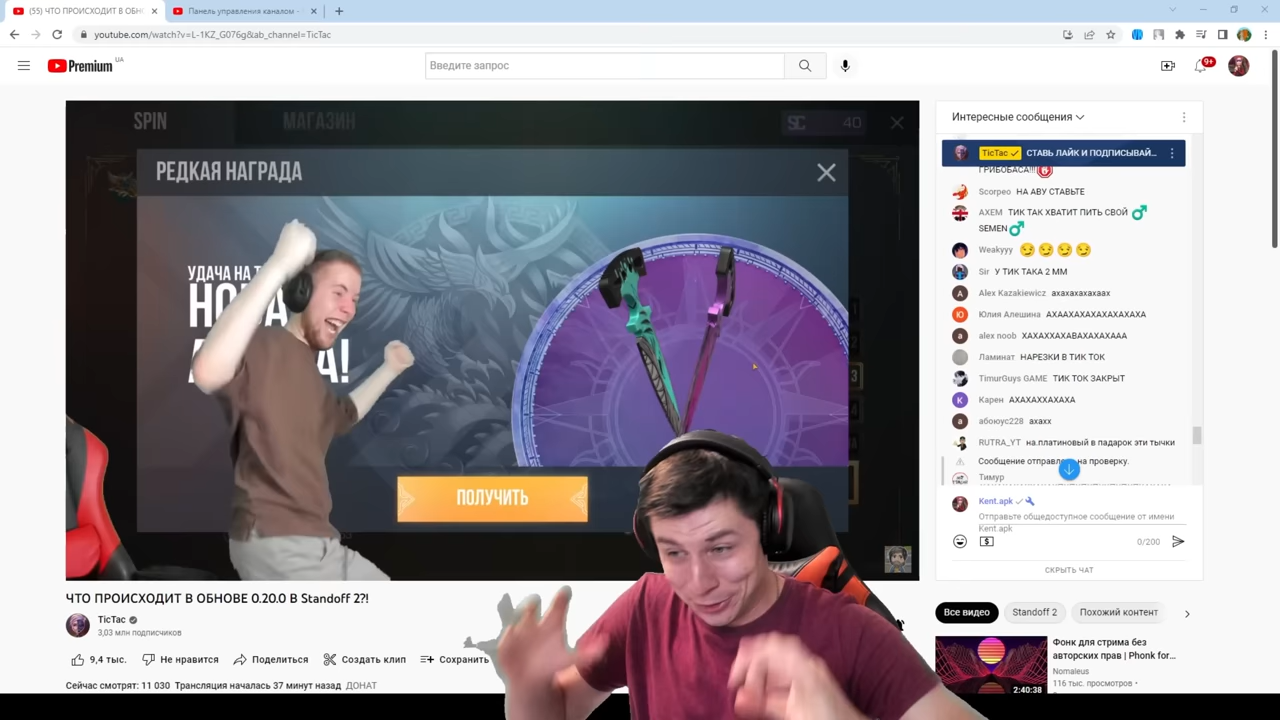 (55) ЧТО ПРОИСХОДИТ В ОБН
Панель управления каналом -
youtube.com/watch?v=L-1KZ_G076g&ab_channel=TicTac
Premium UA
Введите запрос
9+
SPIN
МАГАЗИН
40
РЕДКАЯ НАГРАДА
УДАЧА НА Т
НО
А!
ПОЛУЧИТЬ
3
ЧТО ПРОИСХОДИТ В ОБНОВЕ 0.20.0 В Standoff 2?!
TicTac
3,03 млн подписчиков
9,4 тыс.
Не нравится
Поделиться
Создать клип
Сохранить
Сейчас смотрят: 11 030 Трансляция началась 37 минут назад ДОНАТ
Интересные сообщения
TicTac СТАВЬ ЛАЙК И ПОДПИСЫВАЙ...
ГРИБОБАСА!!!
Scorpeo НА АВУ СТАВЬТЕ
AXEM ТИК ТАК ХВАТИТ ПИТЬ СВОЙ
SEMEN
Weakyyy
Sir У ТИК ТАКА 2 ММ
Alex Kazakiewicz ахахахахахаах
Юлия Алешина АХААХАХАХАХАХАХАХА
alex noob ХАХАХХАХАВАХАХАХААА
Ламинат НАРЕЗКИ В ТИК ТОК
TimurGuys GAME ТИК ТОК ЗАКРЫТ
Карен АХАХАХХАХАХА
абоюус228 ахахх
RUTRA_YT на.платиновый в падарок эти тычки
Сообщение отправлено на проверку.
Тимур
Kent.apk
Отправьте общедоступное сообщение от имени
Kent.apk
0/200
СКРЫТЬ ЧАТ
Все видео
Standoff 2
Похожий контент
Фонк для стрима без
авторских прав | Phonk for...
Nomaleus
116 тыс. просмотров •
2:40:38